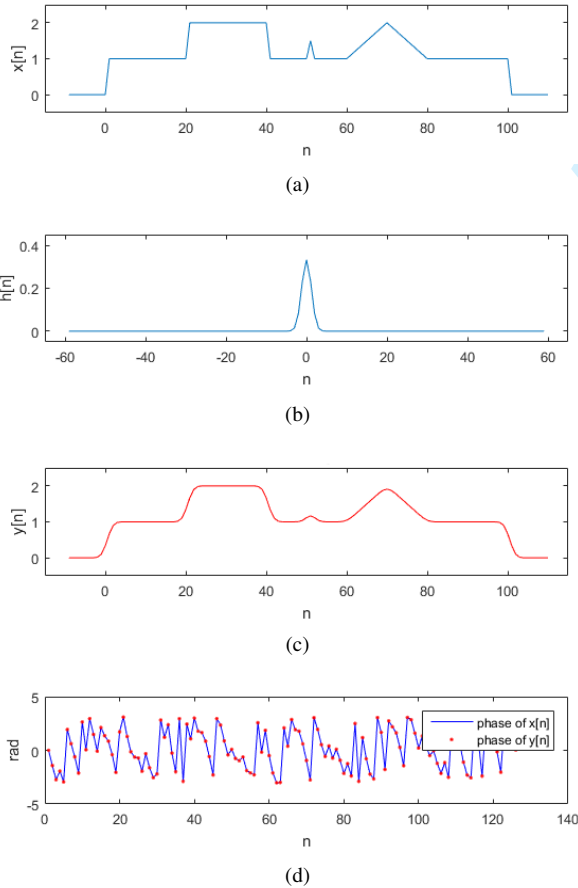 x[n]
2
1
0
0 20 40 60 80 100
n
(a)
h[n]
0.4
0.2
0
-60 -40 -20 0 20 40 60
n
(b)
y[n]
2
1
0
0 20 40 60 80 100
n
(c)
rad
5
0
-5
phase of x[n]
phase of y[n]
0 20 40 60 80 100 120 140
n
(d)